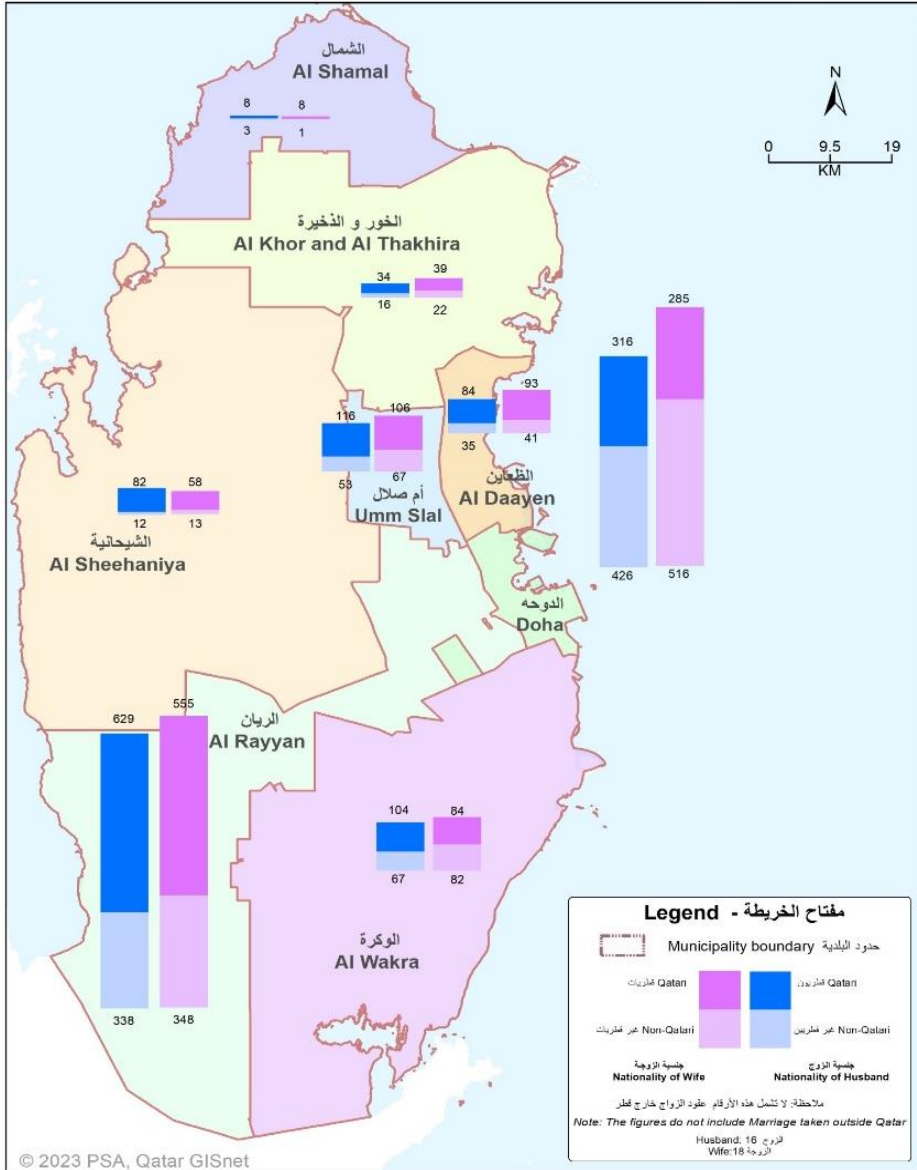 الشمال
Al Shamal
8 8
3 1
N
0 9.5 19
KM
الخور و الذخيرة
Al Khor and Al Thakhira
34 39
16 22
316 285
426 516
84 93
35 41
الظعاين
Al Daayen
116 106
53 67
أم صلال
Umm Slal
82 58
12 13
الشيحانية
Al Sheehaniya
الدوحه
Doha
الريان
Al Rayyan
629 555
338 348
104 84
67 82
الوكرة
Al Wakra
Legend - مفتاح الخريطة
Municipality boundary حدود البلدية
قطريات Qatari قطريون Qatari
غير قطريات Non-Qatari غير قطريين Non-Qatari
جنسية الزوجة جنسية الزوج
Nationality of Wife Nationality of Husband
ملاحظة: لا تشمل هذه الأرقام عقود الزواج خارج قطر
Note: The figures do not include Marriage taken outside Qatar
Husband: 16 الزوج
Wife:18 الزوجة
© 2023 PSA, Qatar GISnet